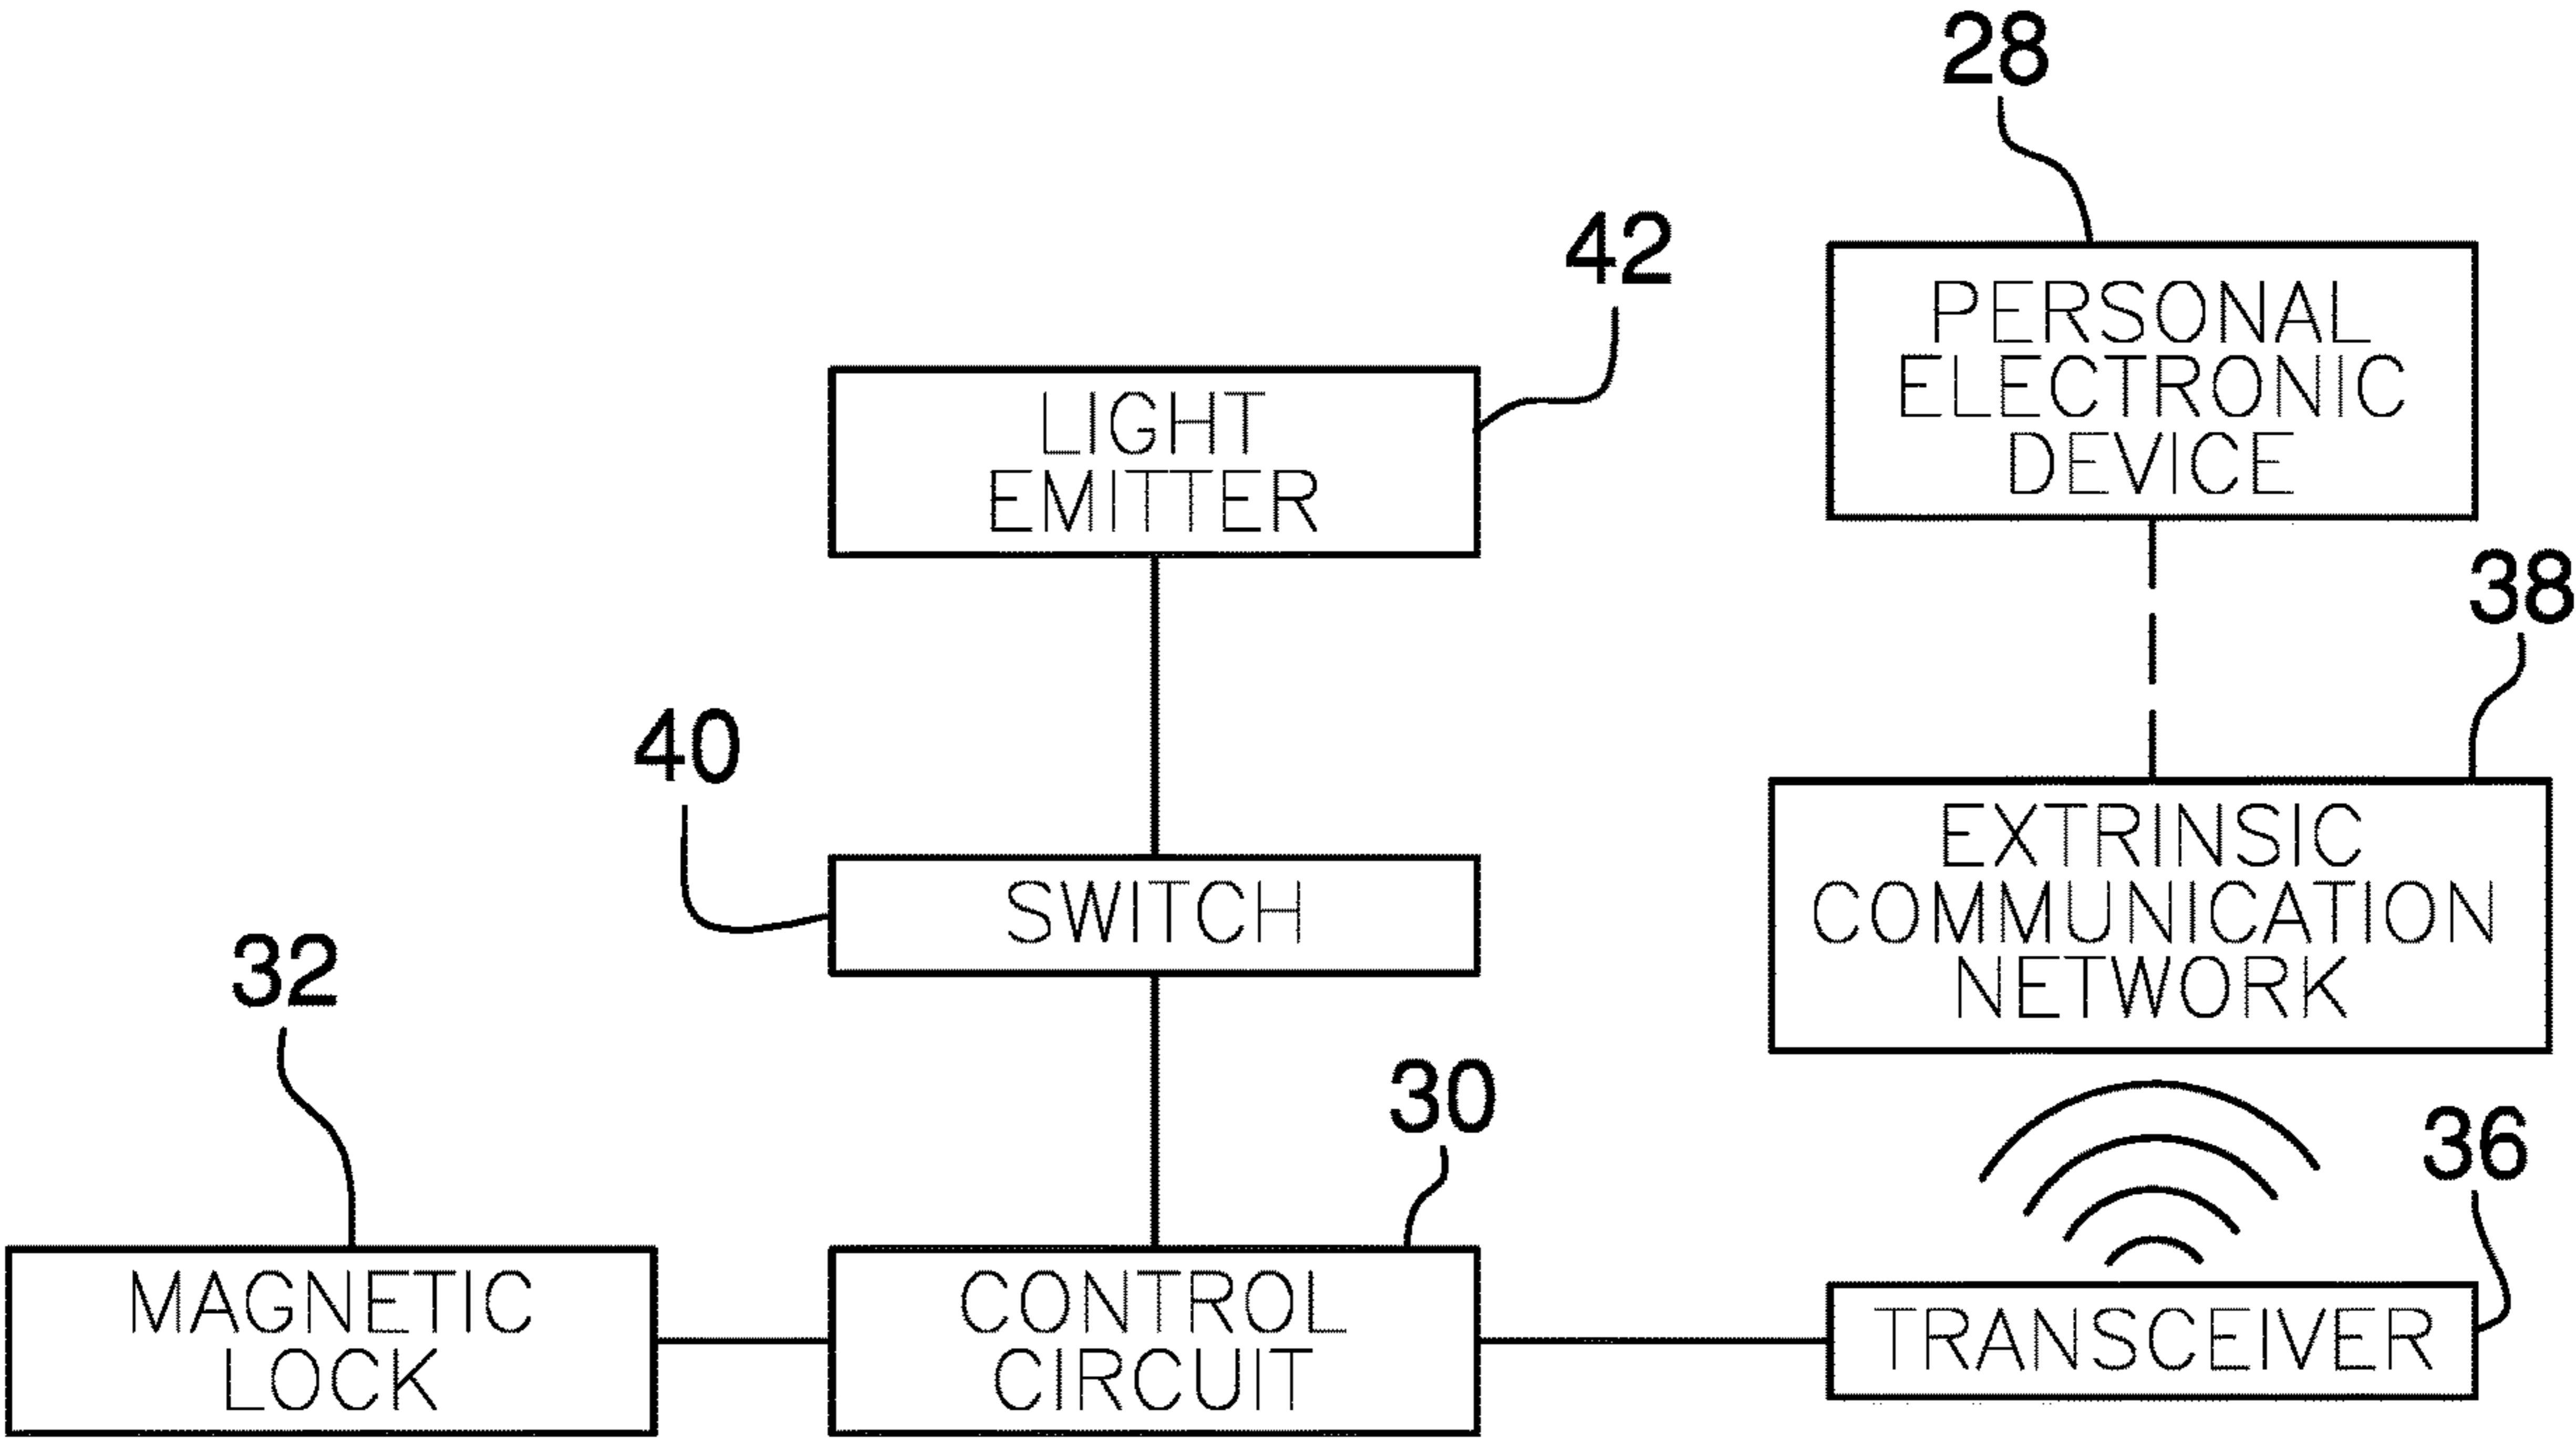 28
42
PERSONAL
ELECTRONIC
DEVICE
LIGHT
EMITTER
38
40
EXTRINSIC
COMMUNICATION
NETWORK
SWITCH
32
30
36
MAGNETIC
LOCK
CONTROL
CIRCUIT
TRANSCEIVER